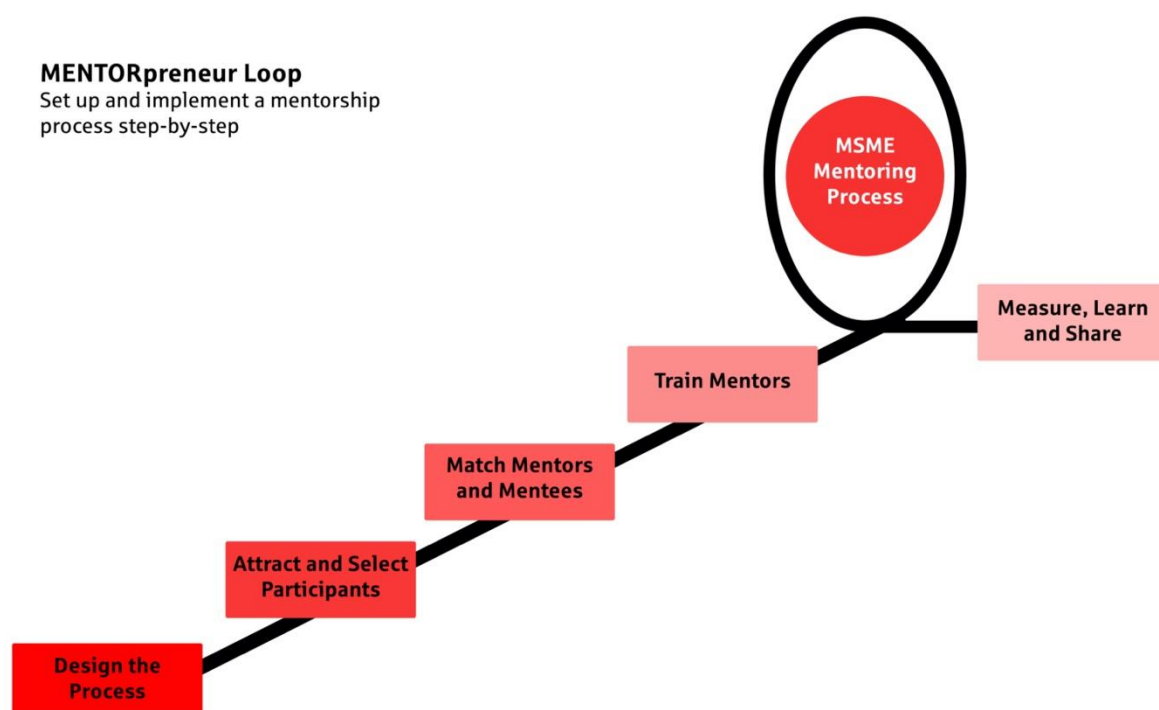 MENTORpreneur Loop
Set up and implement a mentorship
process step-by-step
MSME
Mentoring
Process
Measure, Learn
and Share
Train Mentors
Match Mentors
and Mentees
Attract and Select
Participants
Design the
Process